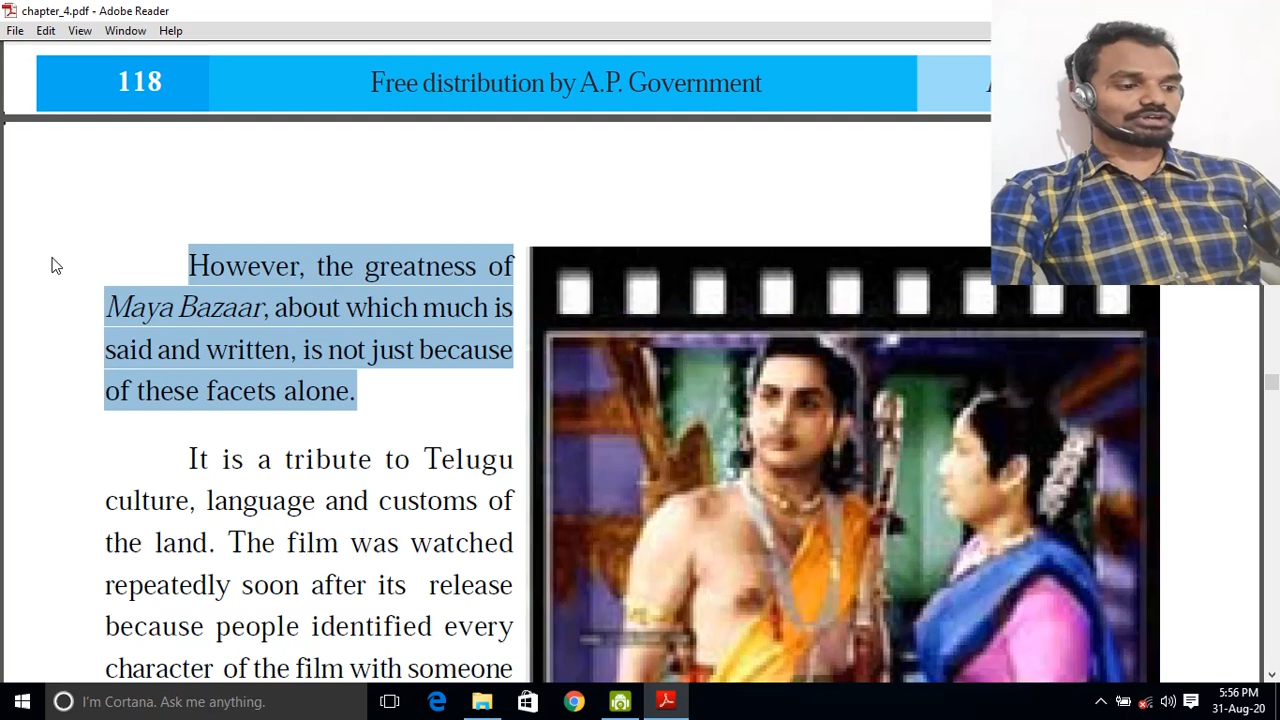 chapter_4.pdf - Adobe Reader
File Edit View Window Help
118 Free distribution by A.P. Government
However, the greatness of
Maya Bazaar, about which much is
said and written, is not just because
of these facets alone.
It is a tribute to Telugu
culture, language and customs of
the land. The film was watched
repeatedly soon after its release
because people identified every
character of the film with someone
I'm Cortana. Ask me anything.
5:56 PM
31-Aug-20